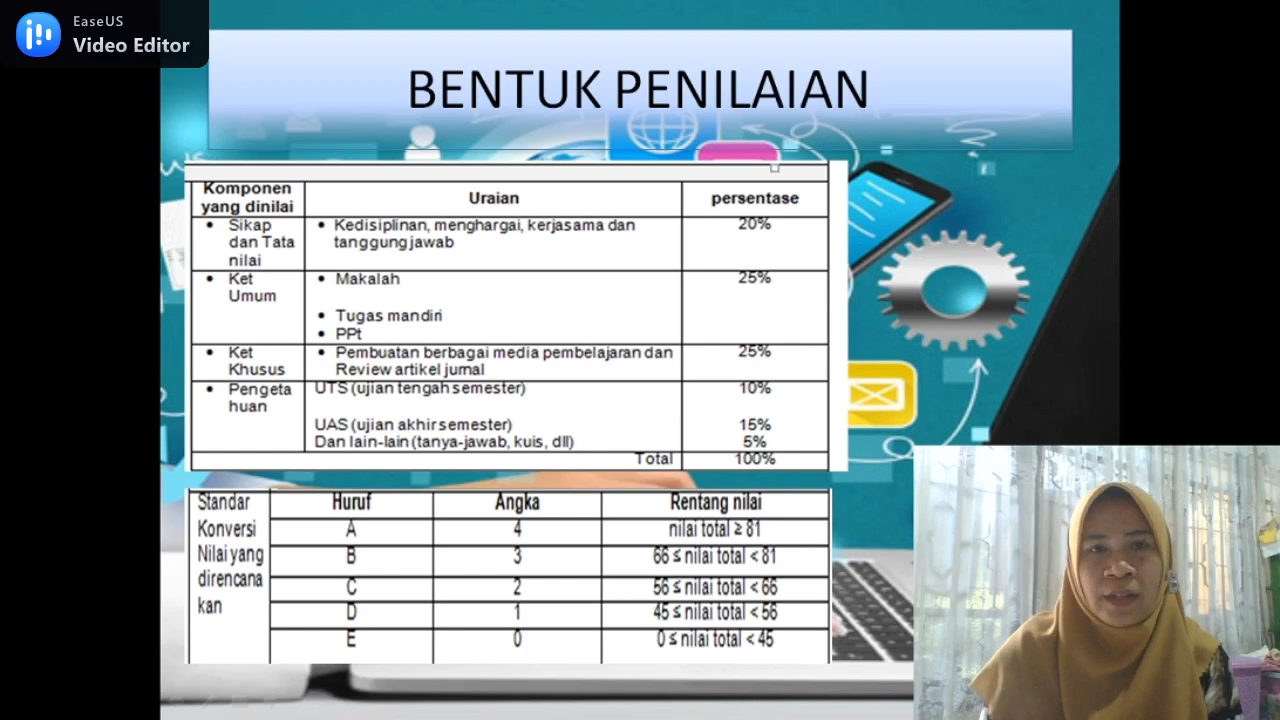 EaseUS
Video Editor
BENTUK PENILAIAN
Komponen yang dinilai
Uraian
persentase
• Sikap dan Tata nilai
• Kedisiplinan, menghargai, kerjasama dan tanggung jawab
20%
• Ket Umum
• Makalah
• Tugas mandiri
• PPt
25%
• Ket Khusus
• Pembuatan berbagai media pembelajaran dan Review artikel jurnal
25%
• Pengeta huan
UTS (ujian tengah semester)
10%
UAS (ujian akhir semester)
15%
Dan lain-lain (tanya-jawab, kuis, dll)
5%
Total
100%
Standar Konversi Nilai yang direncana kan
Huruf
Angka
Rentang nilai
A
4
nilai total ≥ 81
B
3
66 ≤ nilai total < 81
C
2
56 ≤ nilai total < 66
D
1
45 ≤ nilai total < 56
E
0
0 ≤ nilai total < 45